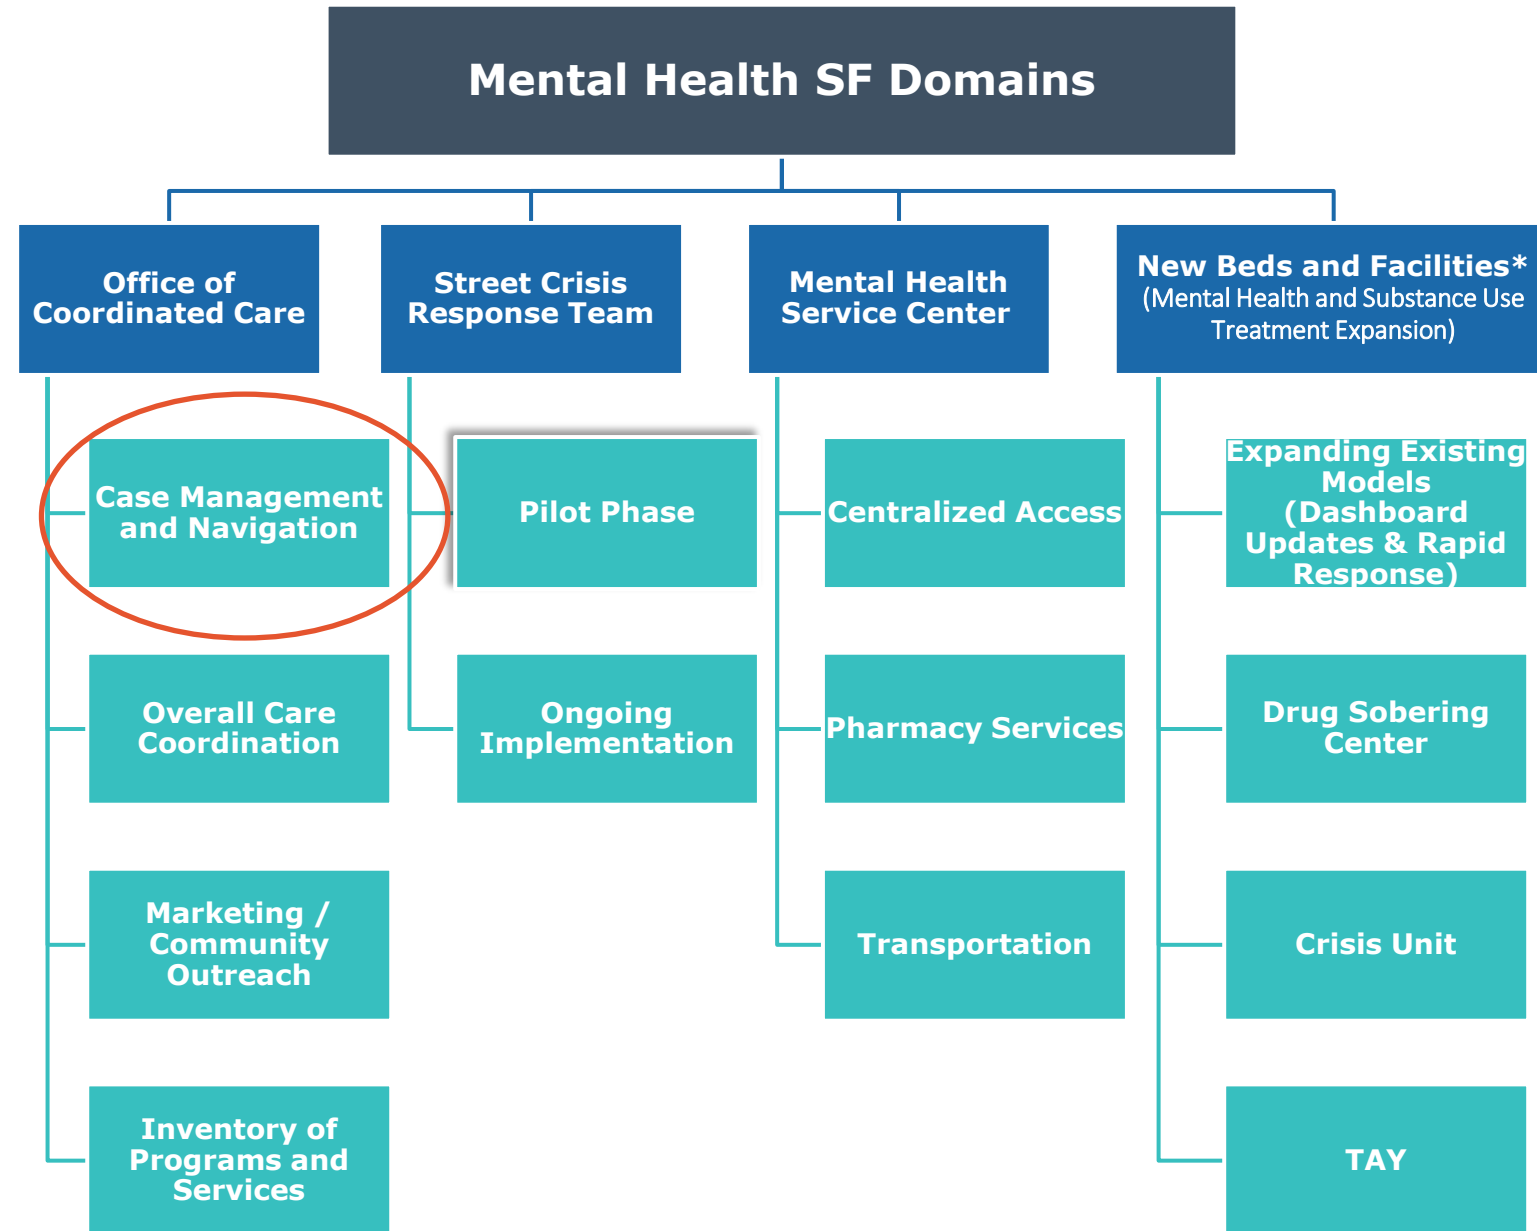 Mental Health SF Domains
Office of
Coordinated Care
Street Crisis
Response Team
Mental Health
Service Center
New Beds and Facilities*
(Mental Health and Substance Use
Treatment Expansion)
Case Management
and Navigation
Overall Care
Coordination
Marketing /
Community
Outreach
Inventory of
Programs and
Services
Pilot Phase
Ongoing
Implementation
Centralized Access
Pharmacy Services
Transportation
Expanding Existing
Models
(Dashboard
Updates & Rapid
Response)
Drug Sobering
Center
Crisis Unit
TAY